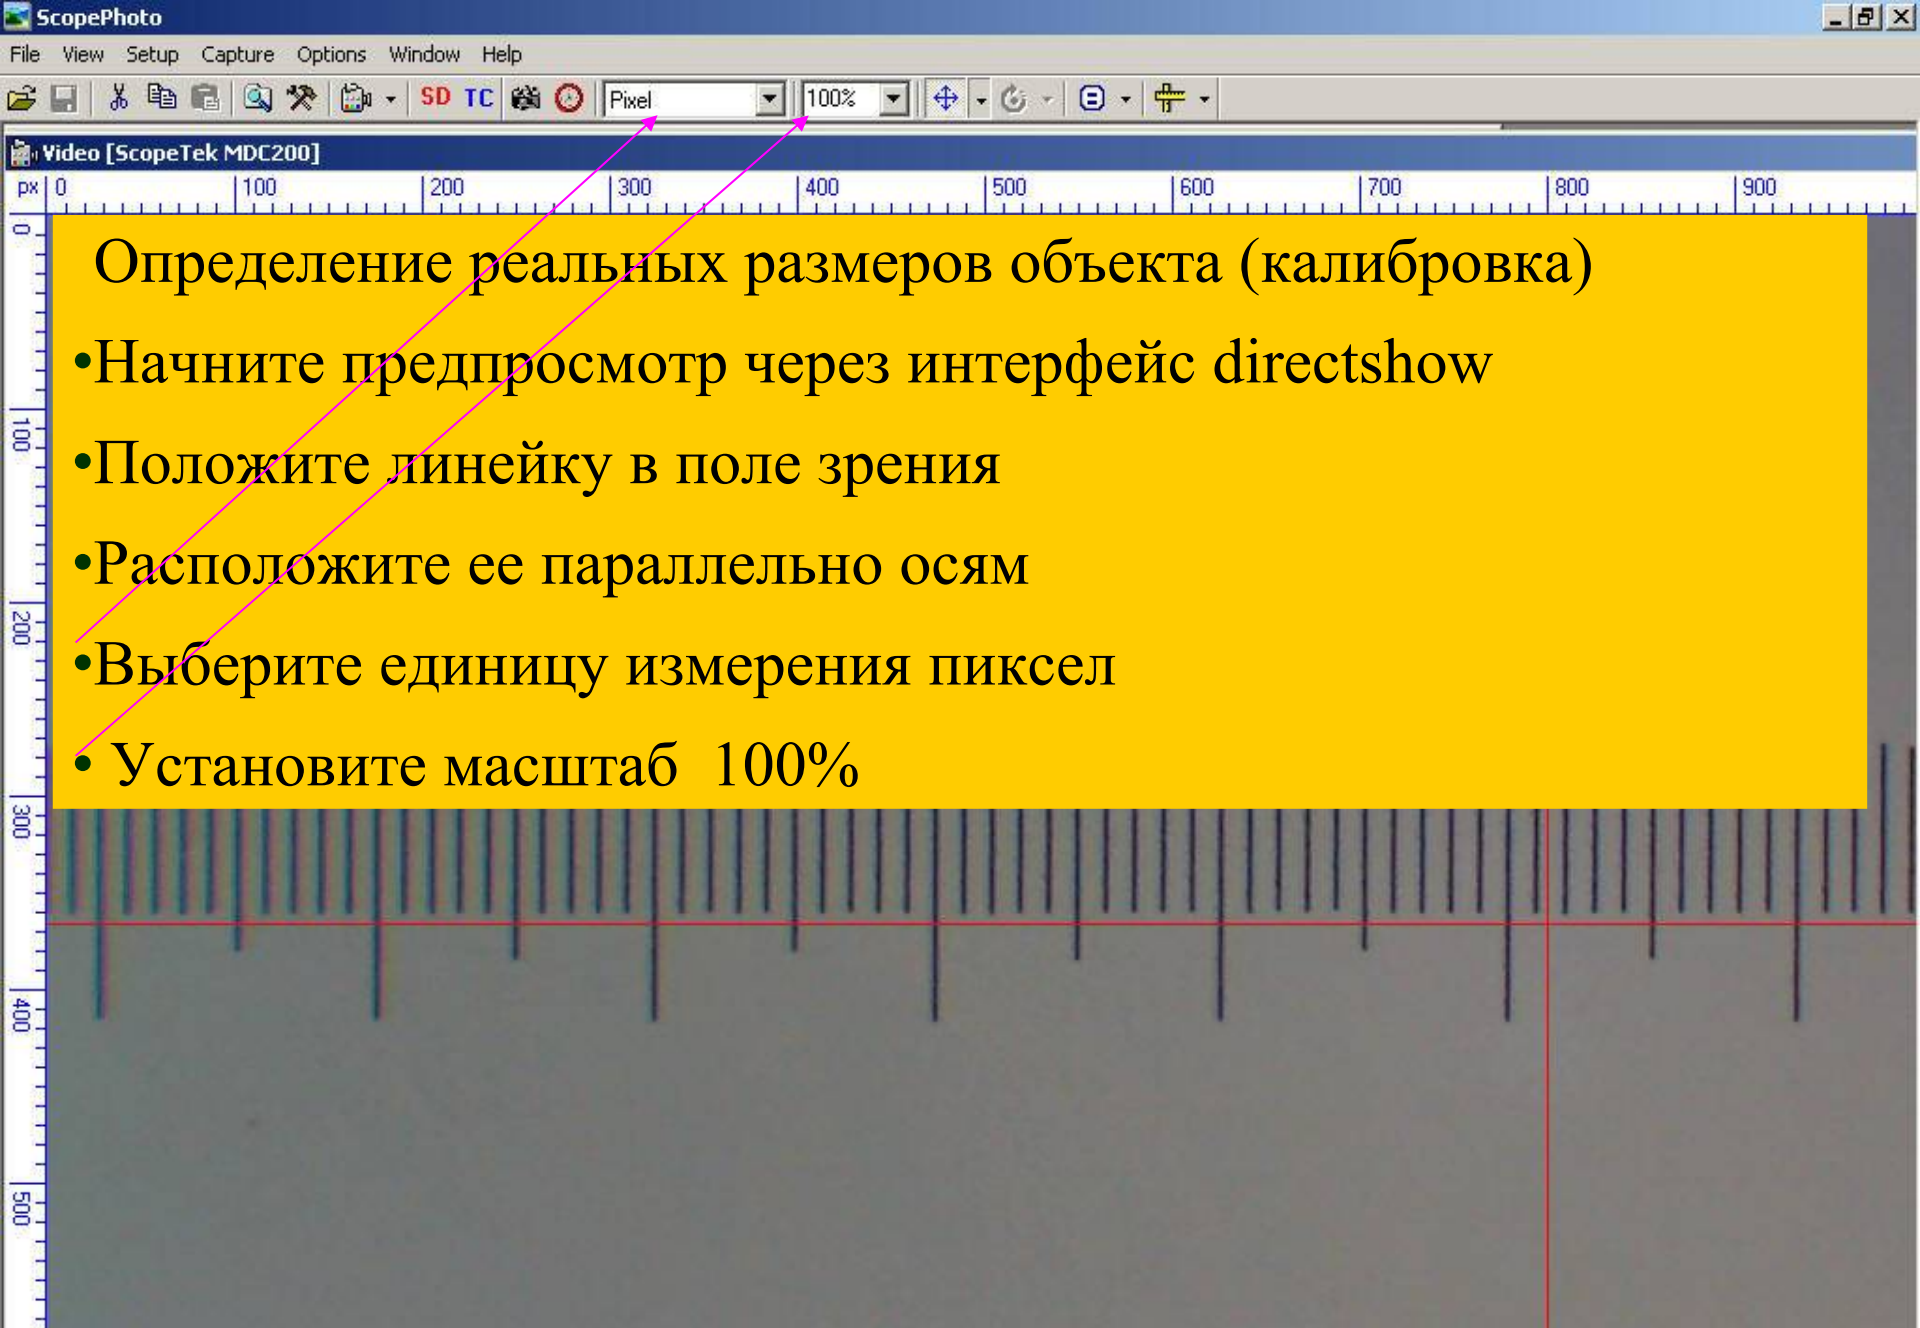 ScopePhoto
File View Setup Capture Options Window Help
SD TC Pixel 100%
Video [ScopeTek MDC200]
px 0 100 200 300 400 500 600 700 800 900
0
Определение реальных размеров объекта (калибровка)
•Начните предпросмотр через интерфейс directshow
100
•Положите линейку в поле зрения
•Расположите ее параллельно осям
200
•Выберите единицу измерения пиксел
• Установите масштаб 100%
300
400
500